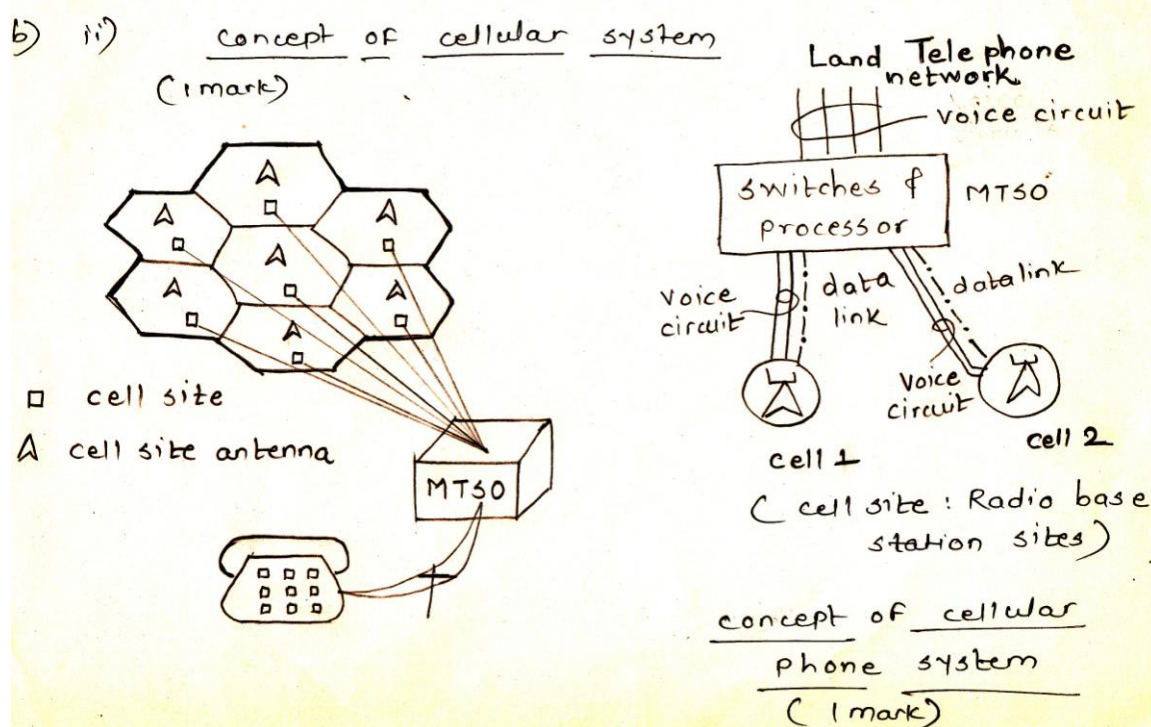 b) ii) concept of cellular system
(1 mark)
□ cell site
cell site antenna
MTSO
Land Telephone
network
voice circuit
switches &
processor
MTSO
voice
circuit
data
link
datalink
voice
circuit
cell 1
cell 2
( cell site : Radio base
station sites)
concept of cellular
phone system
( 1 mark)